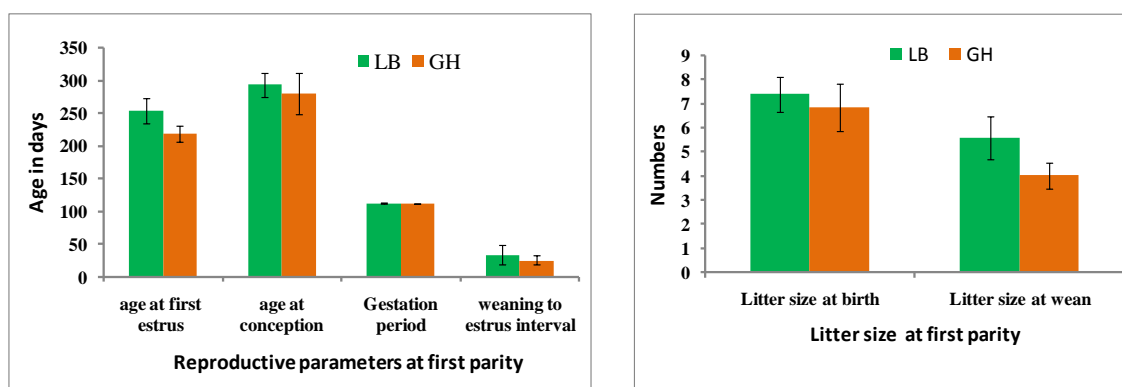 350
300
250
200
150
100
50
0
Age in days
LB GH
age at first
estrus
age at
conception
Gestation
period
weaning to
estrus interval
Reproductive parameters at first parity
9
8
7
6
5
4
3
2
1
0
Numbers
LB GH
Litter size at birth
Litter size at wean
Litter size at first parity